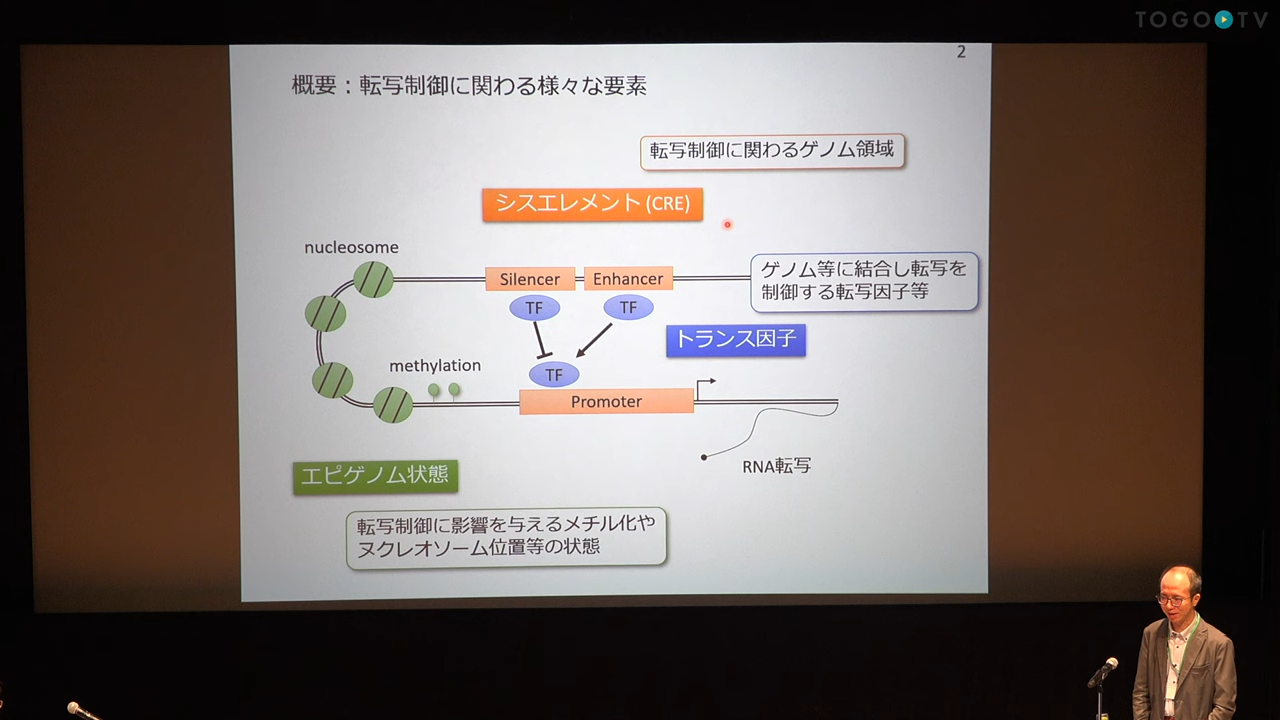 TOGO TV
2
概要：転写制御に関わる様々な要素
転写制御に関わるゲノム領域
シスエレメント (CRE)
nucleosome
Silencer
Enhancer
ゲノム等に結合し転写を
制御する転写因子等
TF
TF
トランス因子
methylation
TF
Promoter
RNA転写
エピゲノム状態
転写制御に影響を与えるメチル化や
ヌクレオソーム位置等の状態